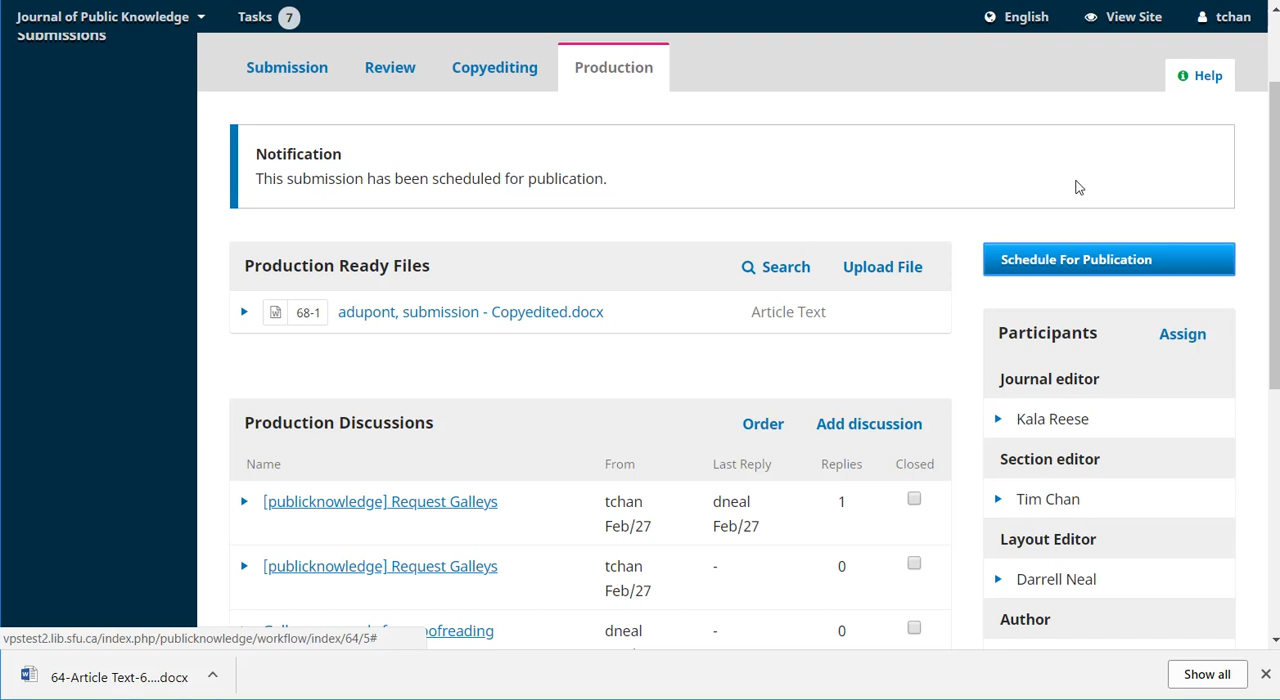 Journal of Public Knowledge
Tasks 7
English
View Site
tchan
Submissions
Submission
Review
Copyediting
Production
Help
Notification
This submission has been scheduled for publication.
Production Ready Files
Search
Upload File
68-1 adupont, submission - Copyedited.docx
Article Text
Schedule For Publication
Participants
Assign
Journal editor
Kala Reese
Section editor
Tim Chan
Layout Editor
Darrell Neal
Author
Production Discussions
Order
Add discussion
Name From Last Reply Replies Closed
[publicknowledge] Request Galleys tchan dneal 1
Feb/27 Feb/27
[publicknowledge] Request Galleys tchan - 0
Feb/27
oofreading dneal - 0
vpstest2.lib.sfu.ca/index.php/publicknowledge/workflow/index/64/5#
64-Article Text-6....docx
Show all